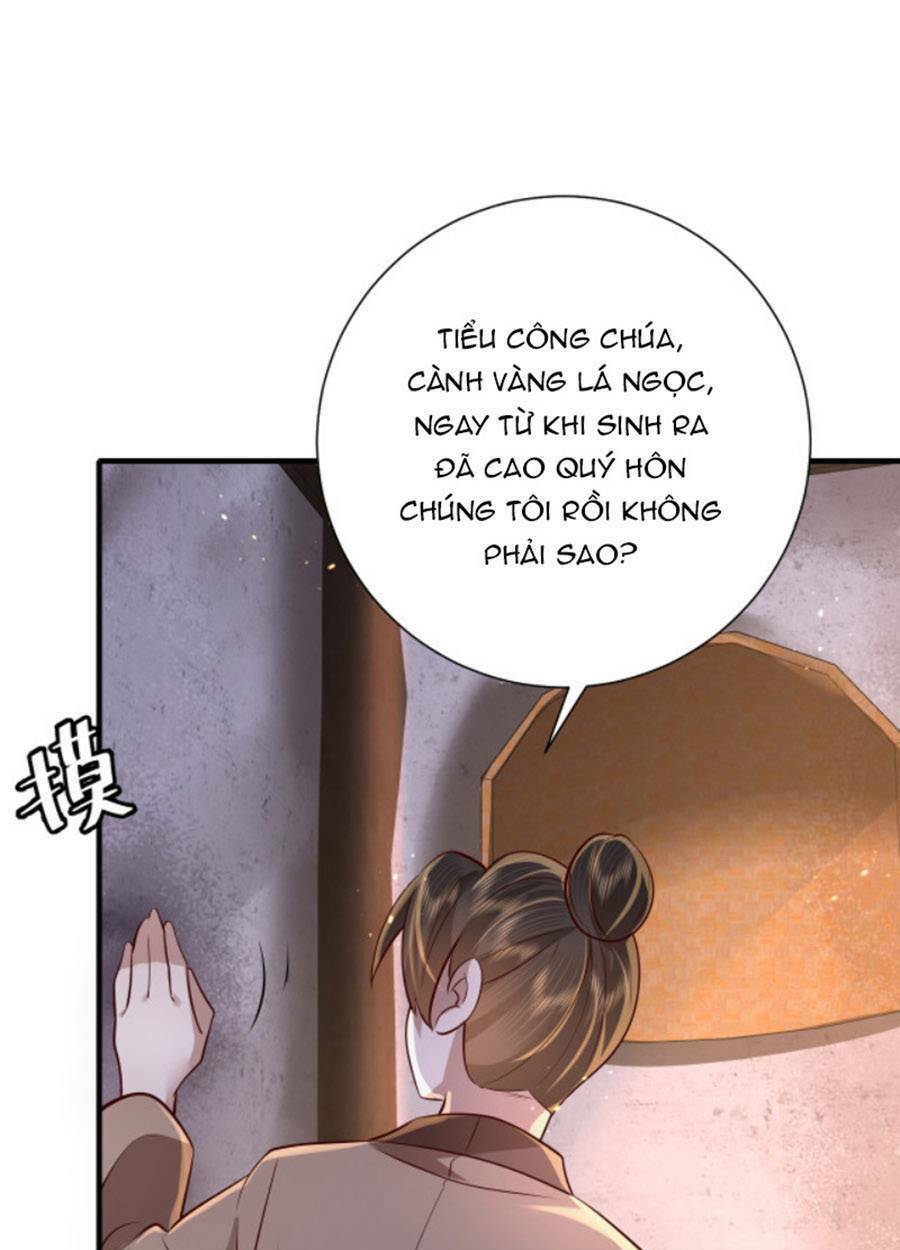 TIỂU CÔNG CHÚA,
CÀNH VÀNG LÁ NGỌC,
NGAY TỪ KHI SINH RA
ĐÃ CAO QUÝ HÔN
CHÚNG TÔI RỒI KHÔNG
PHẢI SAO?
摸